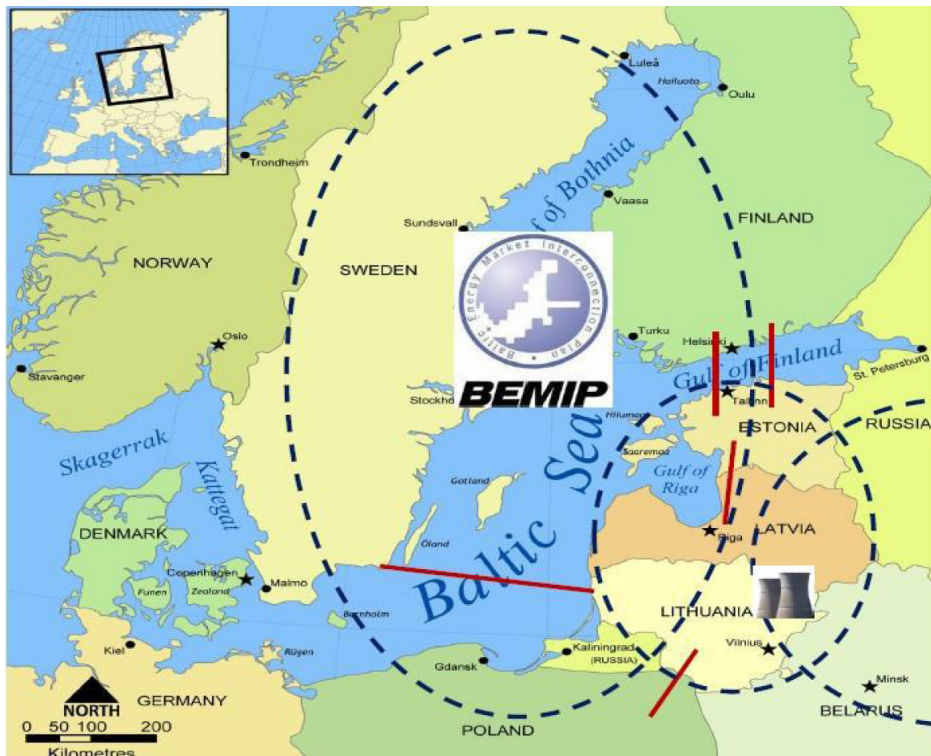 Luleå
Hailuoto
Oulu
Trondheim
Vaasa
of Bothnia
FINLAND
Sundsvall
NORWAY
SWEDEN
Baltic Energy Market Interconnection Plan
Turku
Helsinki
Oslo
Gulf of Finland
St. Petersburg
Stavanger
BEMIP
Stockho
Tallinn
Hiiumaa
ESTONIA
RUSSIA
Skagerrak
Saaremaa
Kattegat
Gotland
Gulf of
Riga
Baltic Sea
DENMARK
Öland
Riga
LATVIA
Copenhagen
Malmö
Funen
Zealand
LITHUANIA
Bornholm
Kiel
Rügen
Gdansk
Kaliningrad
(RUSSIA)
Vilnius
Minsk
GERMANY
POLAND
BELARUS
NORTH
0 50 100 200
Kilometres